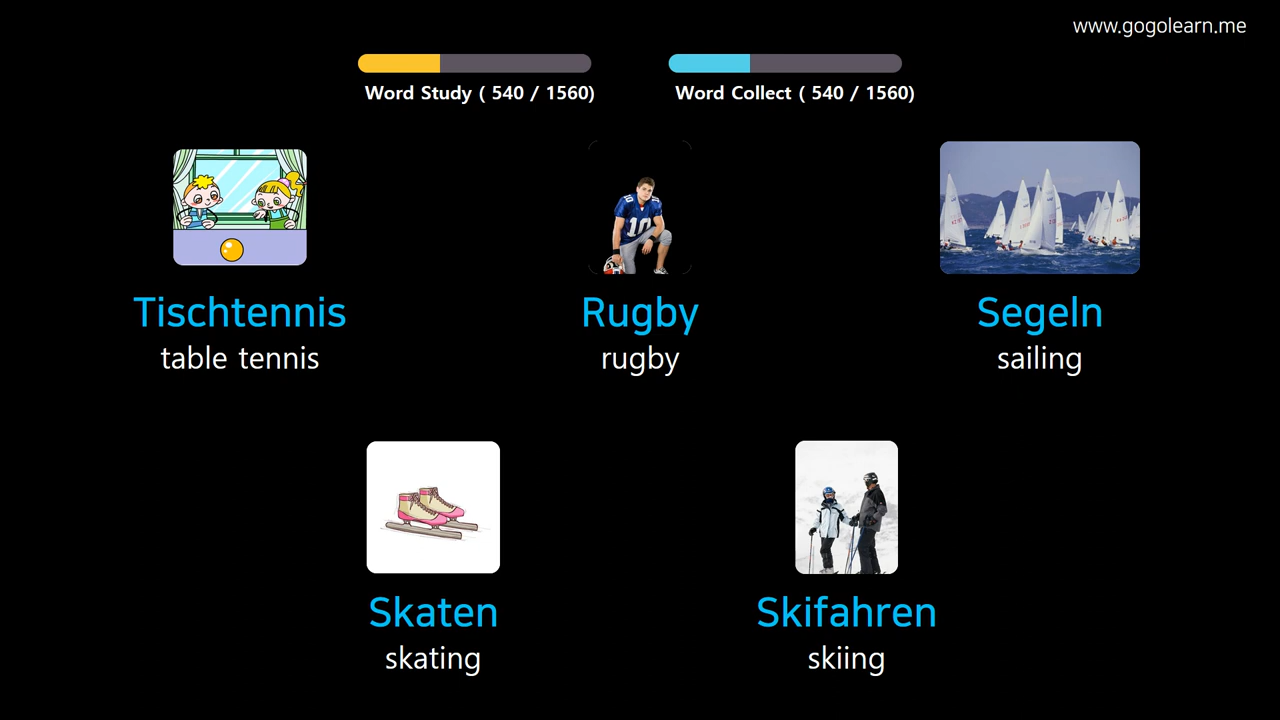 www.gogolearn.me
Word Study ( 540 / 1560)
Word Collect ( 540 / 1560)
Tischtennis
table tennis
Rugby
rugby
Segeln
sailing
Skaten
skating
Skifahren
skiing